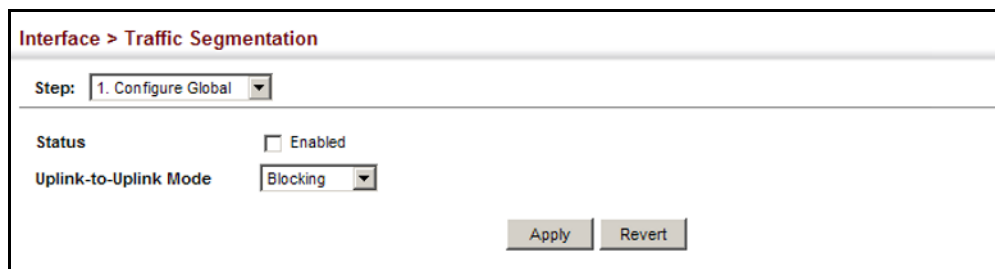 Interface > Traffic Segmentation
Step: 1. Configure Global
Status Enabled
Uplink-to-Uplink Mode Blocking
Apply Revert